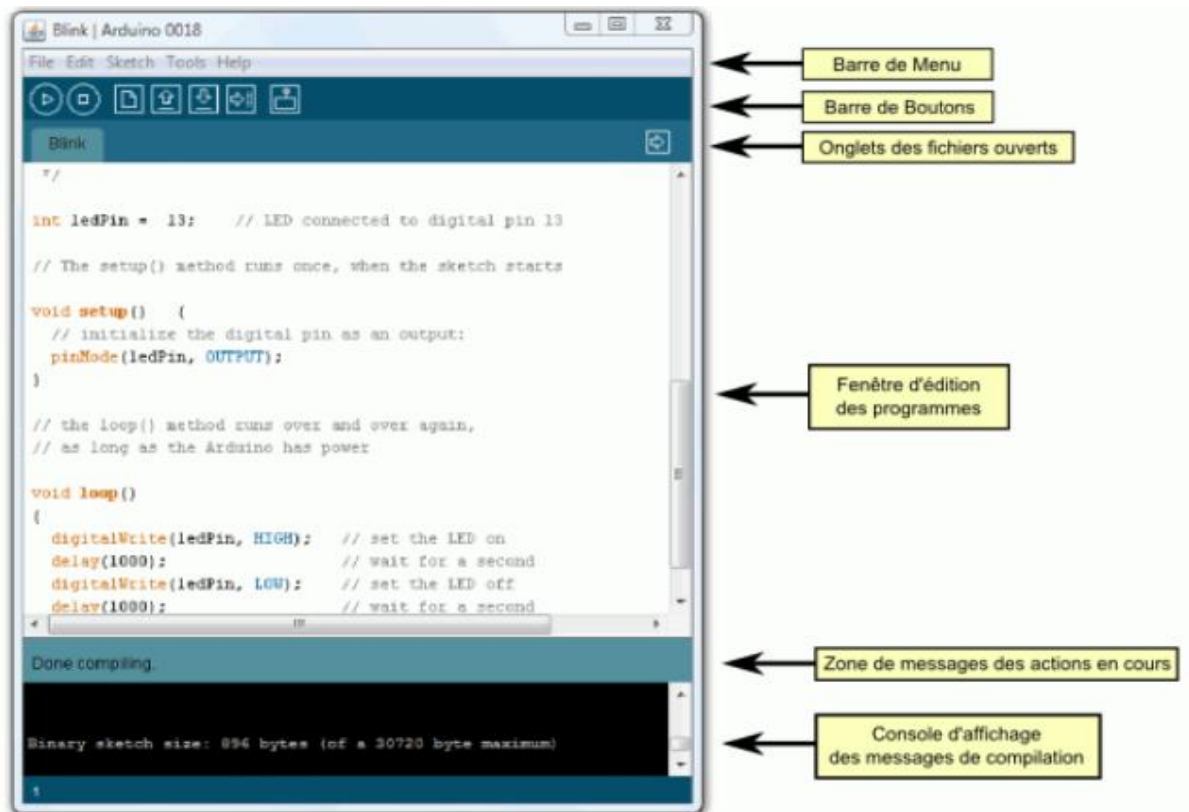 Blink | Arduino 0018
File Edit Sketch Tools Help
Barre de Menu
Barre de Boutons
Blink
Onglets des fichiers ouverts
*/
int ledPin =  13;    // LED connected to digital pin 13
// The setup() method runs once, when the sketch starts
void setup()   {
// initialize the digital pin as an output:
pinMode(ledPin, OUTPUT);
}
Fenêtre d'édition
des programmes
// the loop() method runs over and over again,
// as long as the Arduino has power
void loop()
{
digitalWrite(ledPin, HIGH);   // set the LED on
delay(1000);                  // wait for a second
digitalWrite(ledPin, LOW);    // set the LED off
delay(1000);                  // wait for a second
Done compiling.
Zone de messages des actions en cours
Binary sketch size: 896 bytes (of a 30720 byte maximum)
Console d'affichage
des messages de compilation
1